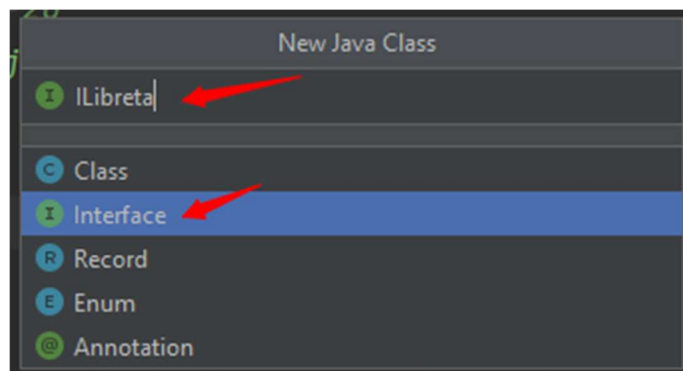 New Java Class
I ILibreta
C Class
I Interface
R Record
E Enum
@ Annotation